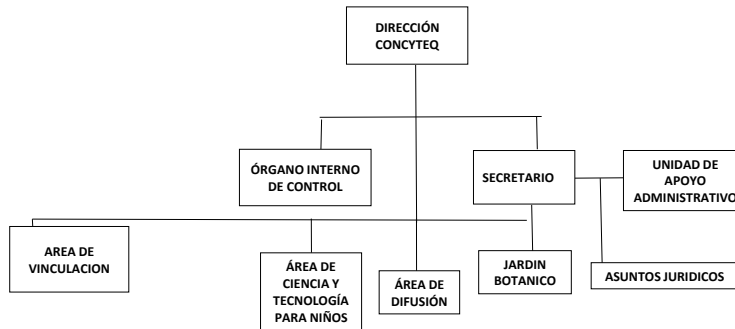 DIRECCIÓN
CONCYTEQ
ÓRGANO INTERNO
DE CONTROL
SECRETARIO
UNIDAD DE
APOYO
ADMINISTRATIVO
AREA DE
VINCULACION
ÁREA DE
CIENCIA Y
TECNOLOGÍA
PARA NIÑOS
ÁREA DE
DIFUSIÓN
JARDIN
BOTANICO
ASUNTOS JURIDICOS